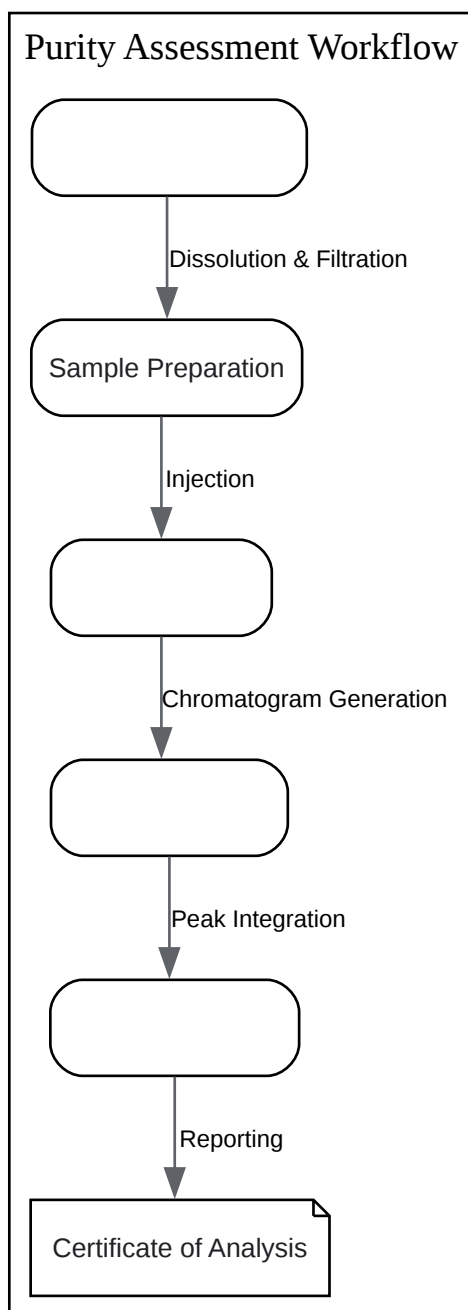 Purity Assessment Workflow
Dissolution & Filtration
Sample Preparation
Injection
Chromatogram Generation
Peak Integration
Reporting
Certificate of Analysis